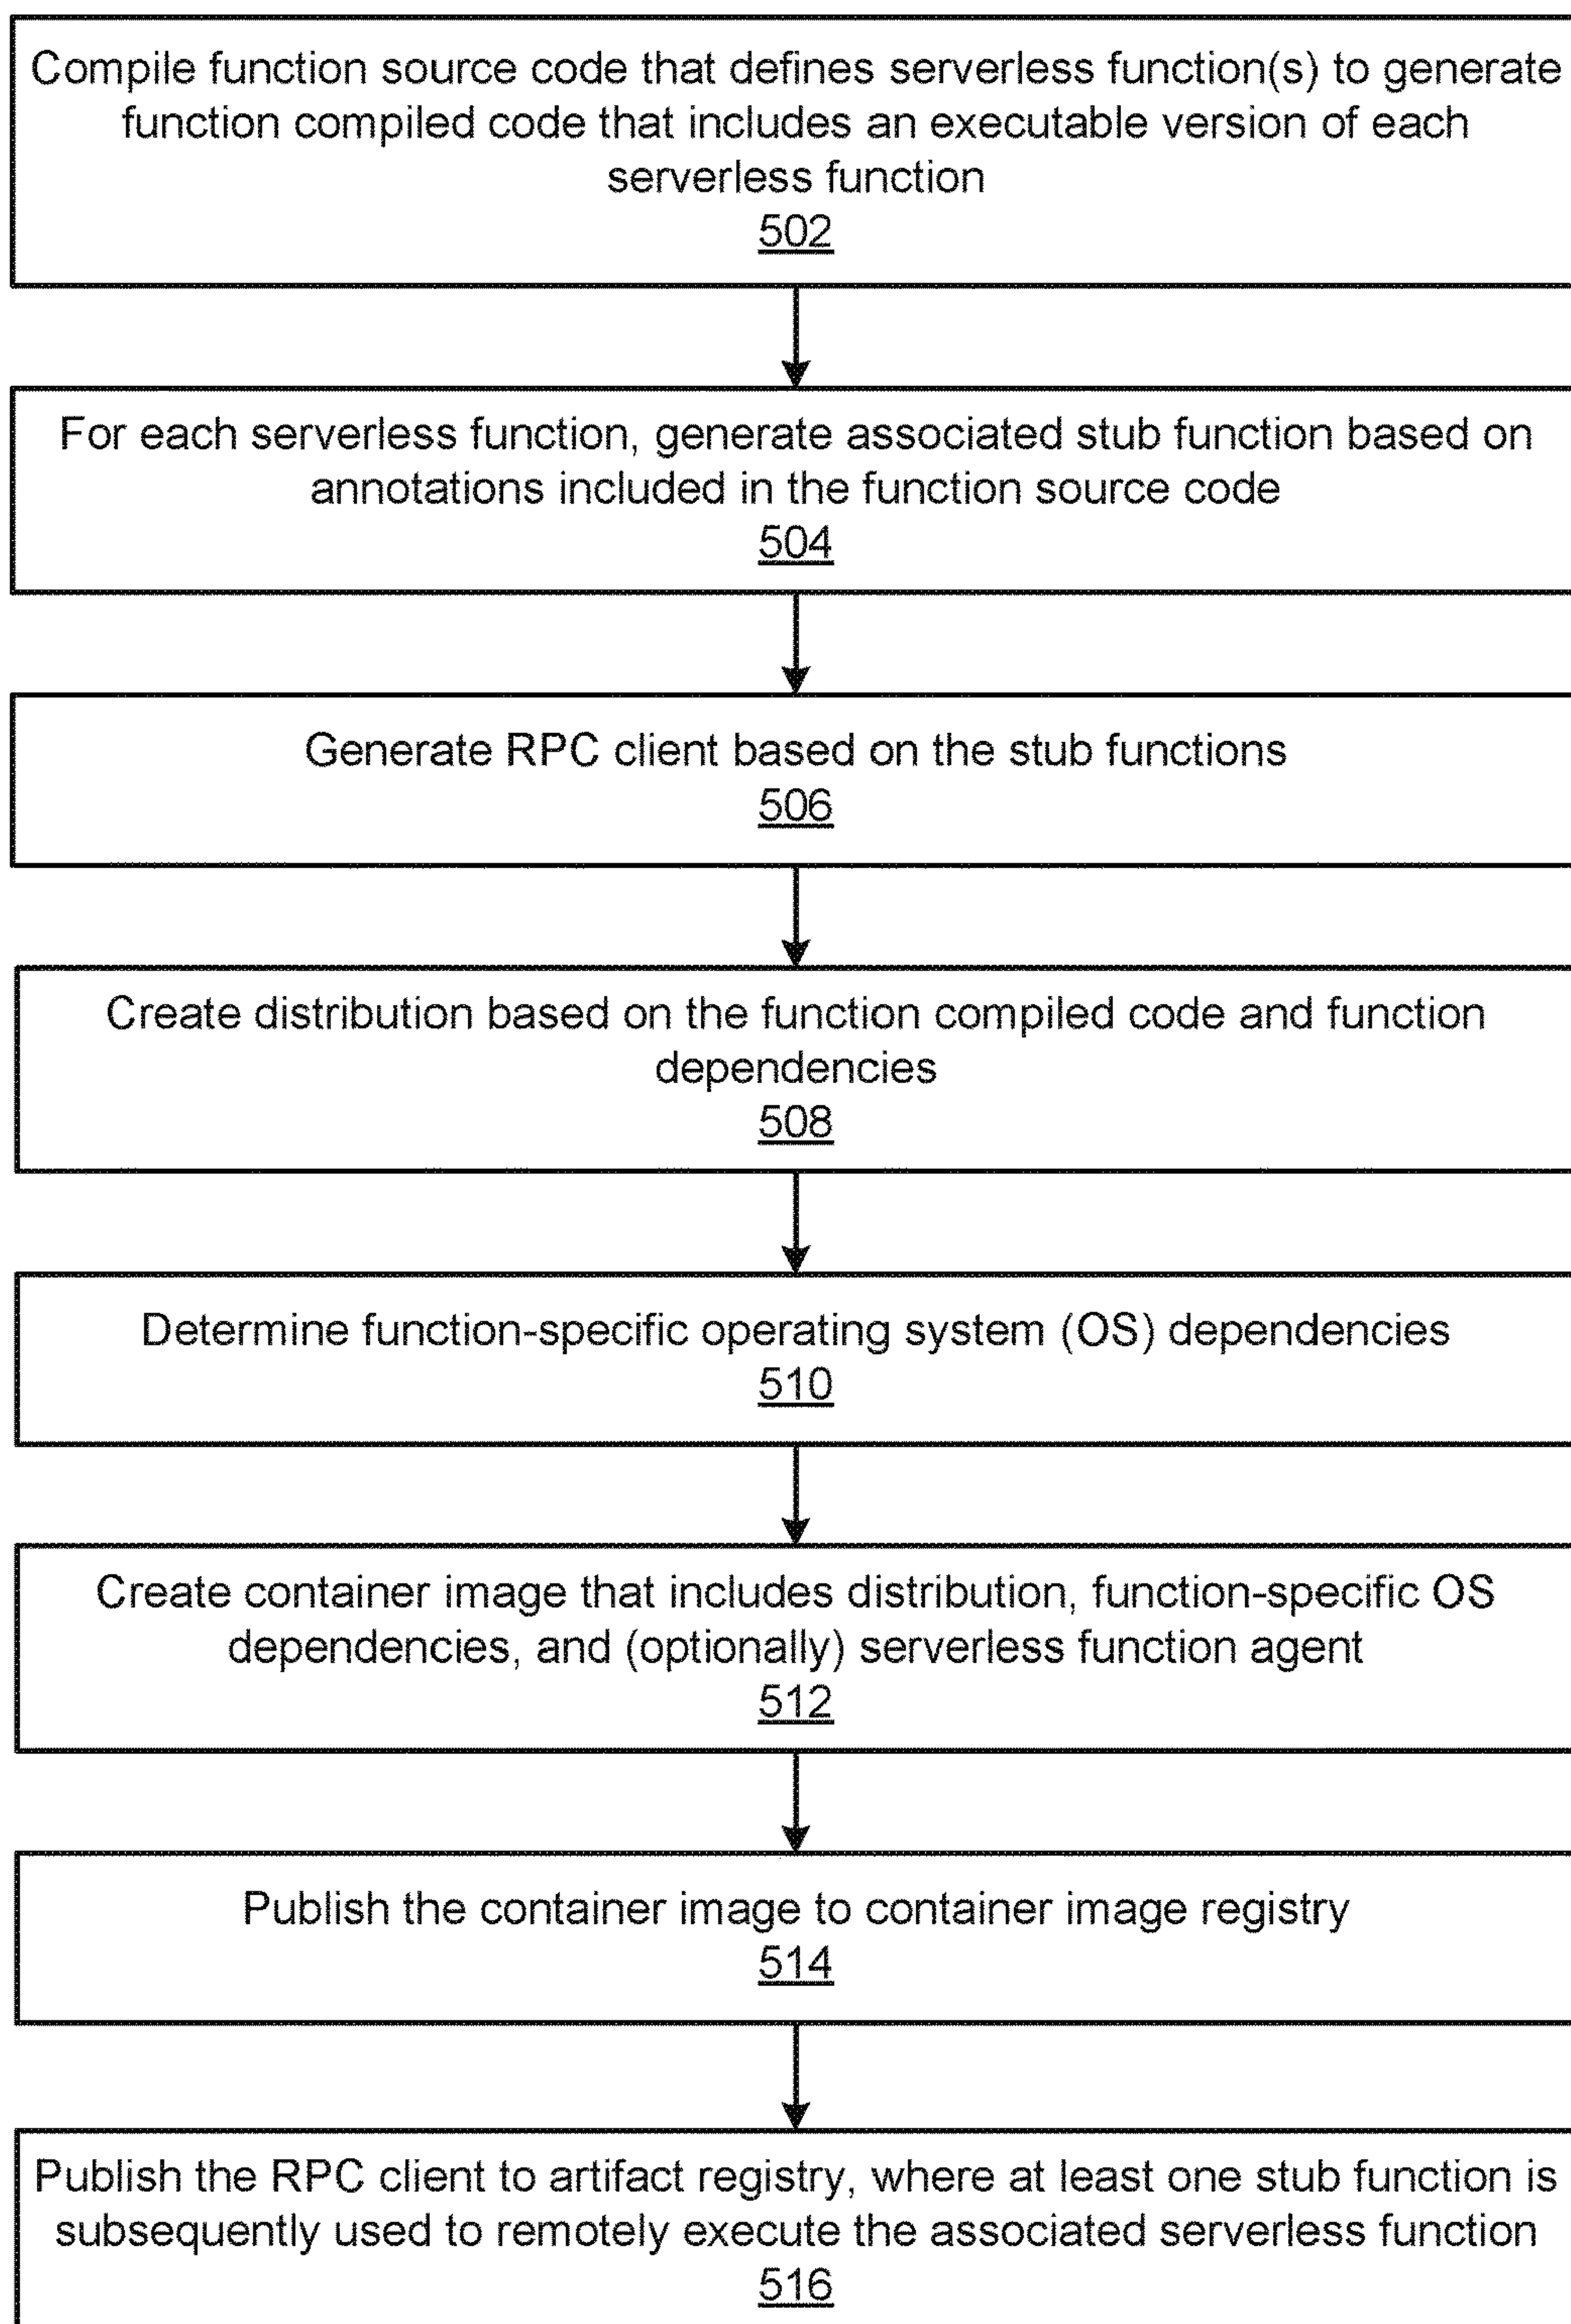 Compile function source code that defines serverless function(s) to generate
function compiled code that includes an executable version of each
serverless function
502
For each serverless function, generate associated stub function based on
annotations included in the function source code
504
Generate RPC client based on the stub functions
506
Create distribution based on the function compiled code and function
dependencies
508
Determine function-specific operating system (OS) dependencies
510
Create container image that includes distribution, function-specific OS
dependencies, and (optionally) serverless function agent
512
Publish the container image to container image registry
514
Publish the RPC client to artifact registry, where at least one stub function is
subsequently used to remotely execute the associated serverless function
516